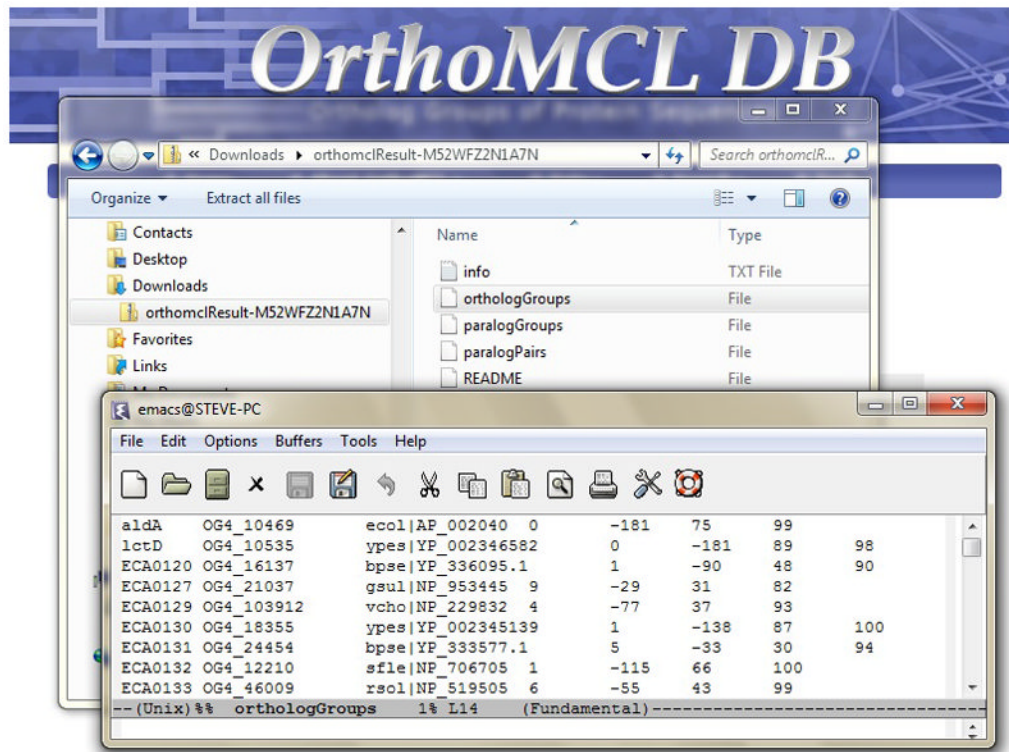 OrthoMCL DB
Ortholog Groups of Protein Sequen
« Downloads ▸ orthomclResult-M52WFZ2N1A7N
Search orthomclR...
Organize Extract all files
Contacts
Desktop
Downloads
orthomclResult-M52WFZ2N1A7N
Favorites
Links
Name Type
info TXT File
orthologGroups File
paralogGroups File
paralogPairs File
README File
emacs@STEVE-PC
File Edit Options Buffers Tools Help
aldA OG4_10469 ecol|AP_002040 0 -181 75 99
lctD OG4_10535 ypes|YP_002346582 0 -181 89 98
ECA0120 OG4_16137 bpse|YP_336095.1 1 -90 48 90
ECA0127 OG4_21037 gsul|NP_953445 9 -29 31 82
ECA0129 OG4_103912 vcho|NP_229832 4 -77 37 93
ECA0130 OG4_18355 ypes|YP_002345139 1 -138 87 100
ECA0131 OG4_24454 bpse|YP_333577.1 5 -33 30 94
ECA0132 OG4_12210 sfle|NP_706705 1 -115 66 100
ECA0133 OG4_46009 rsol|NP_519505 6 -55 43 99
--(Unix)%% orthologGroups 1% L14 (Fundamental)--------------------------------